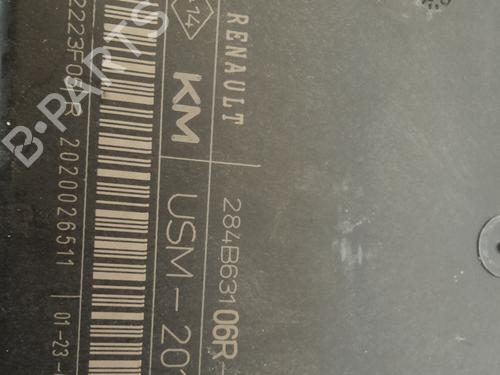 RENAULT
284B63106R
KM USM-20
2020026511 01-23-
B-PARTS